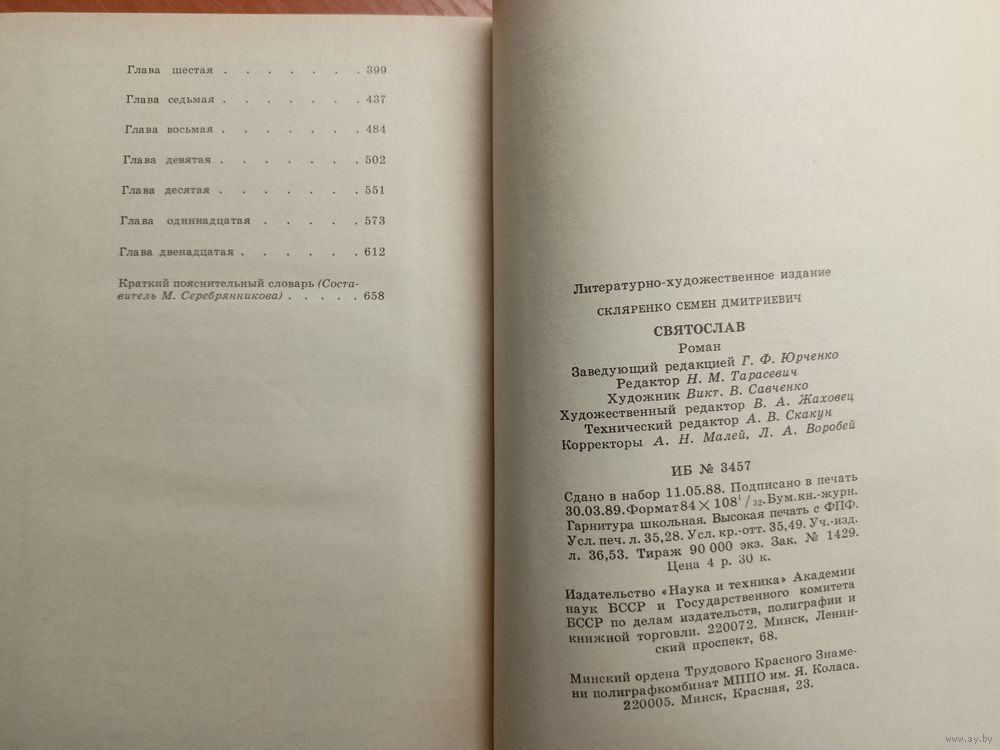 Глава шестая . . . . . . . 399
Глава седьмая . . . . . . . 437
Глава восьмая . . . . . . . 484
Глава девятая . . . . . . . 502
Глава десятая . . . . . . . 551
Глава одиннадцатая . . . . . 573
Глава двенадцатая . . . . . . 612
Краткий пояснительный словарь (Соста-
витель М. Серебрянникова) . . . . . 658
Литературно-художественное издание
СКЛЯРЕНКО СЕМЕН ДМИТРИЕВИЧ
СВЯТОСЛАВ
Роман
Заведующий редакцией Г. Ф. Юрченко
Редактор Н. М. Тарасевич
Художник Викт. В. Савченко
Художественный редактор В. А. Жаховец
Технический редактор А. В. Скакун
Корректоры А. Н. Малей, Л. А. Воробей
ИБ № 3457
Сдано в набор 11.05.88. Подписано в печать
30.03.89. Формат 84×108¹/₃₂. Бум. кн.-журн.
Гарнитура школьная. Высокая печать с ФПФ.
Усл. печ. л. 35,28. Усл. кр.-отт. 35,49. Уч.-изд.
л. 36,53. Тираж 90 000 экз. Зак. № 1429.
Цена 4 р. 30 к.
Издательство «Наука и техника» Академии
наук БССР и Государственного комитета
БССР по делам издательств, полиграфии и
книжной торговли. 220072. Минск, Ленин-
ский проспект, 68.
Минский ордена Трудового Красного Знаме-
ни полиграфкомбинат МППО им. Я. Коласа.
220005. Минск, Красная, 23.
www.ay.by